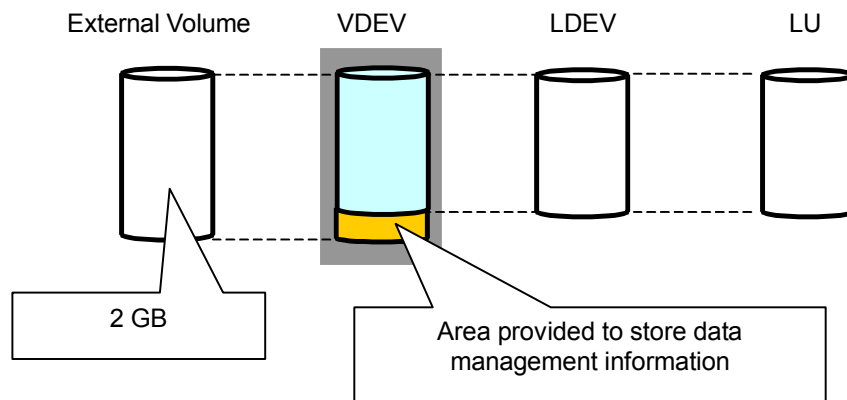 External Volume VDEV LDEV LU
2 GB
Area provided to store data
management information